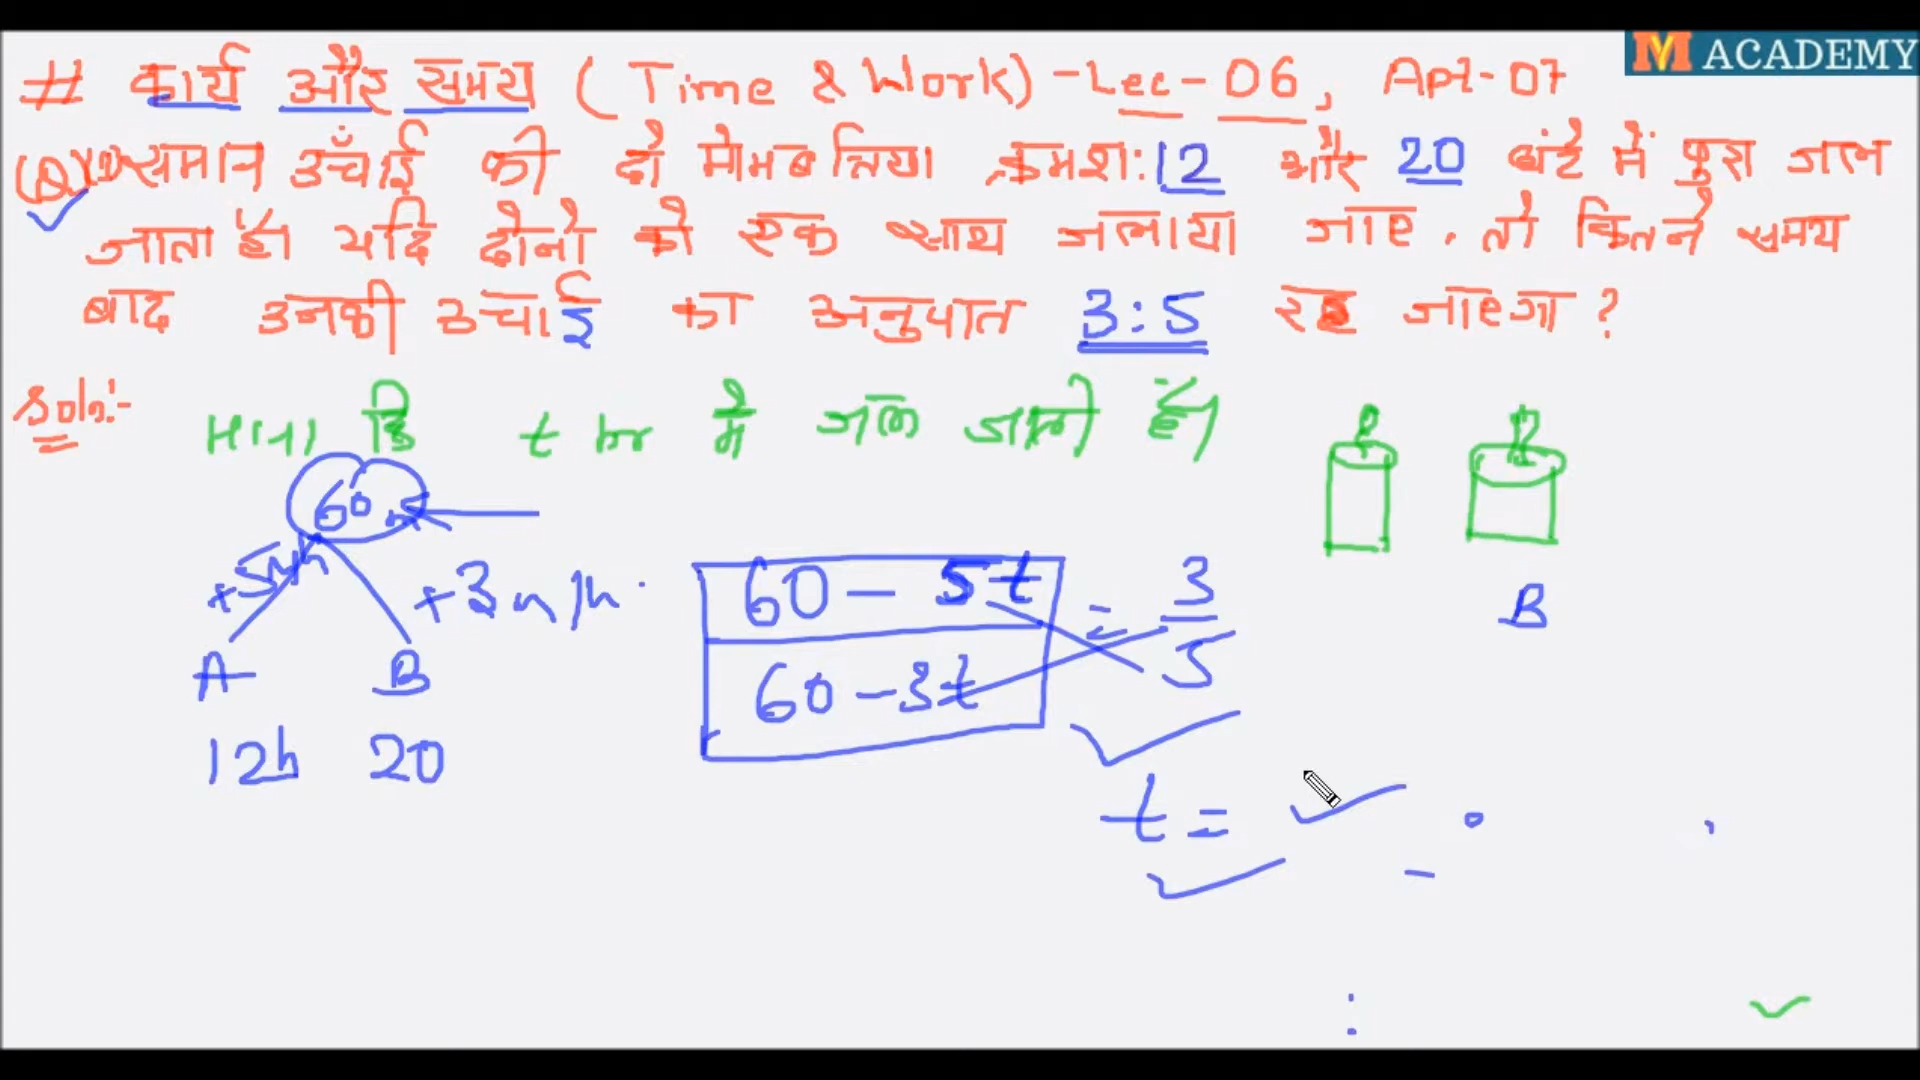 M ACADEMY
# कार्य और समय (Time & Work) - Lec - 06, Apl-07
(Q) समान उँचाई की दो मोमबत्तिया क्रमश: 12 और 20 घंटे में पुरा जल
जाता है। यदि दोनो को एक साथ जलाया जाए, तो कितने समय
बाद उनकी उचाई का अनुपात 3:5 रह जाएगा ?
Soln:- माना कि t hr में जल जाती है।
60
+5 +3
A B
12h 20
60 - 5t = 3
60 - 3t 5
B
t =